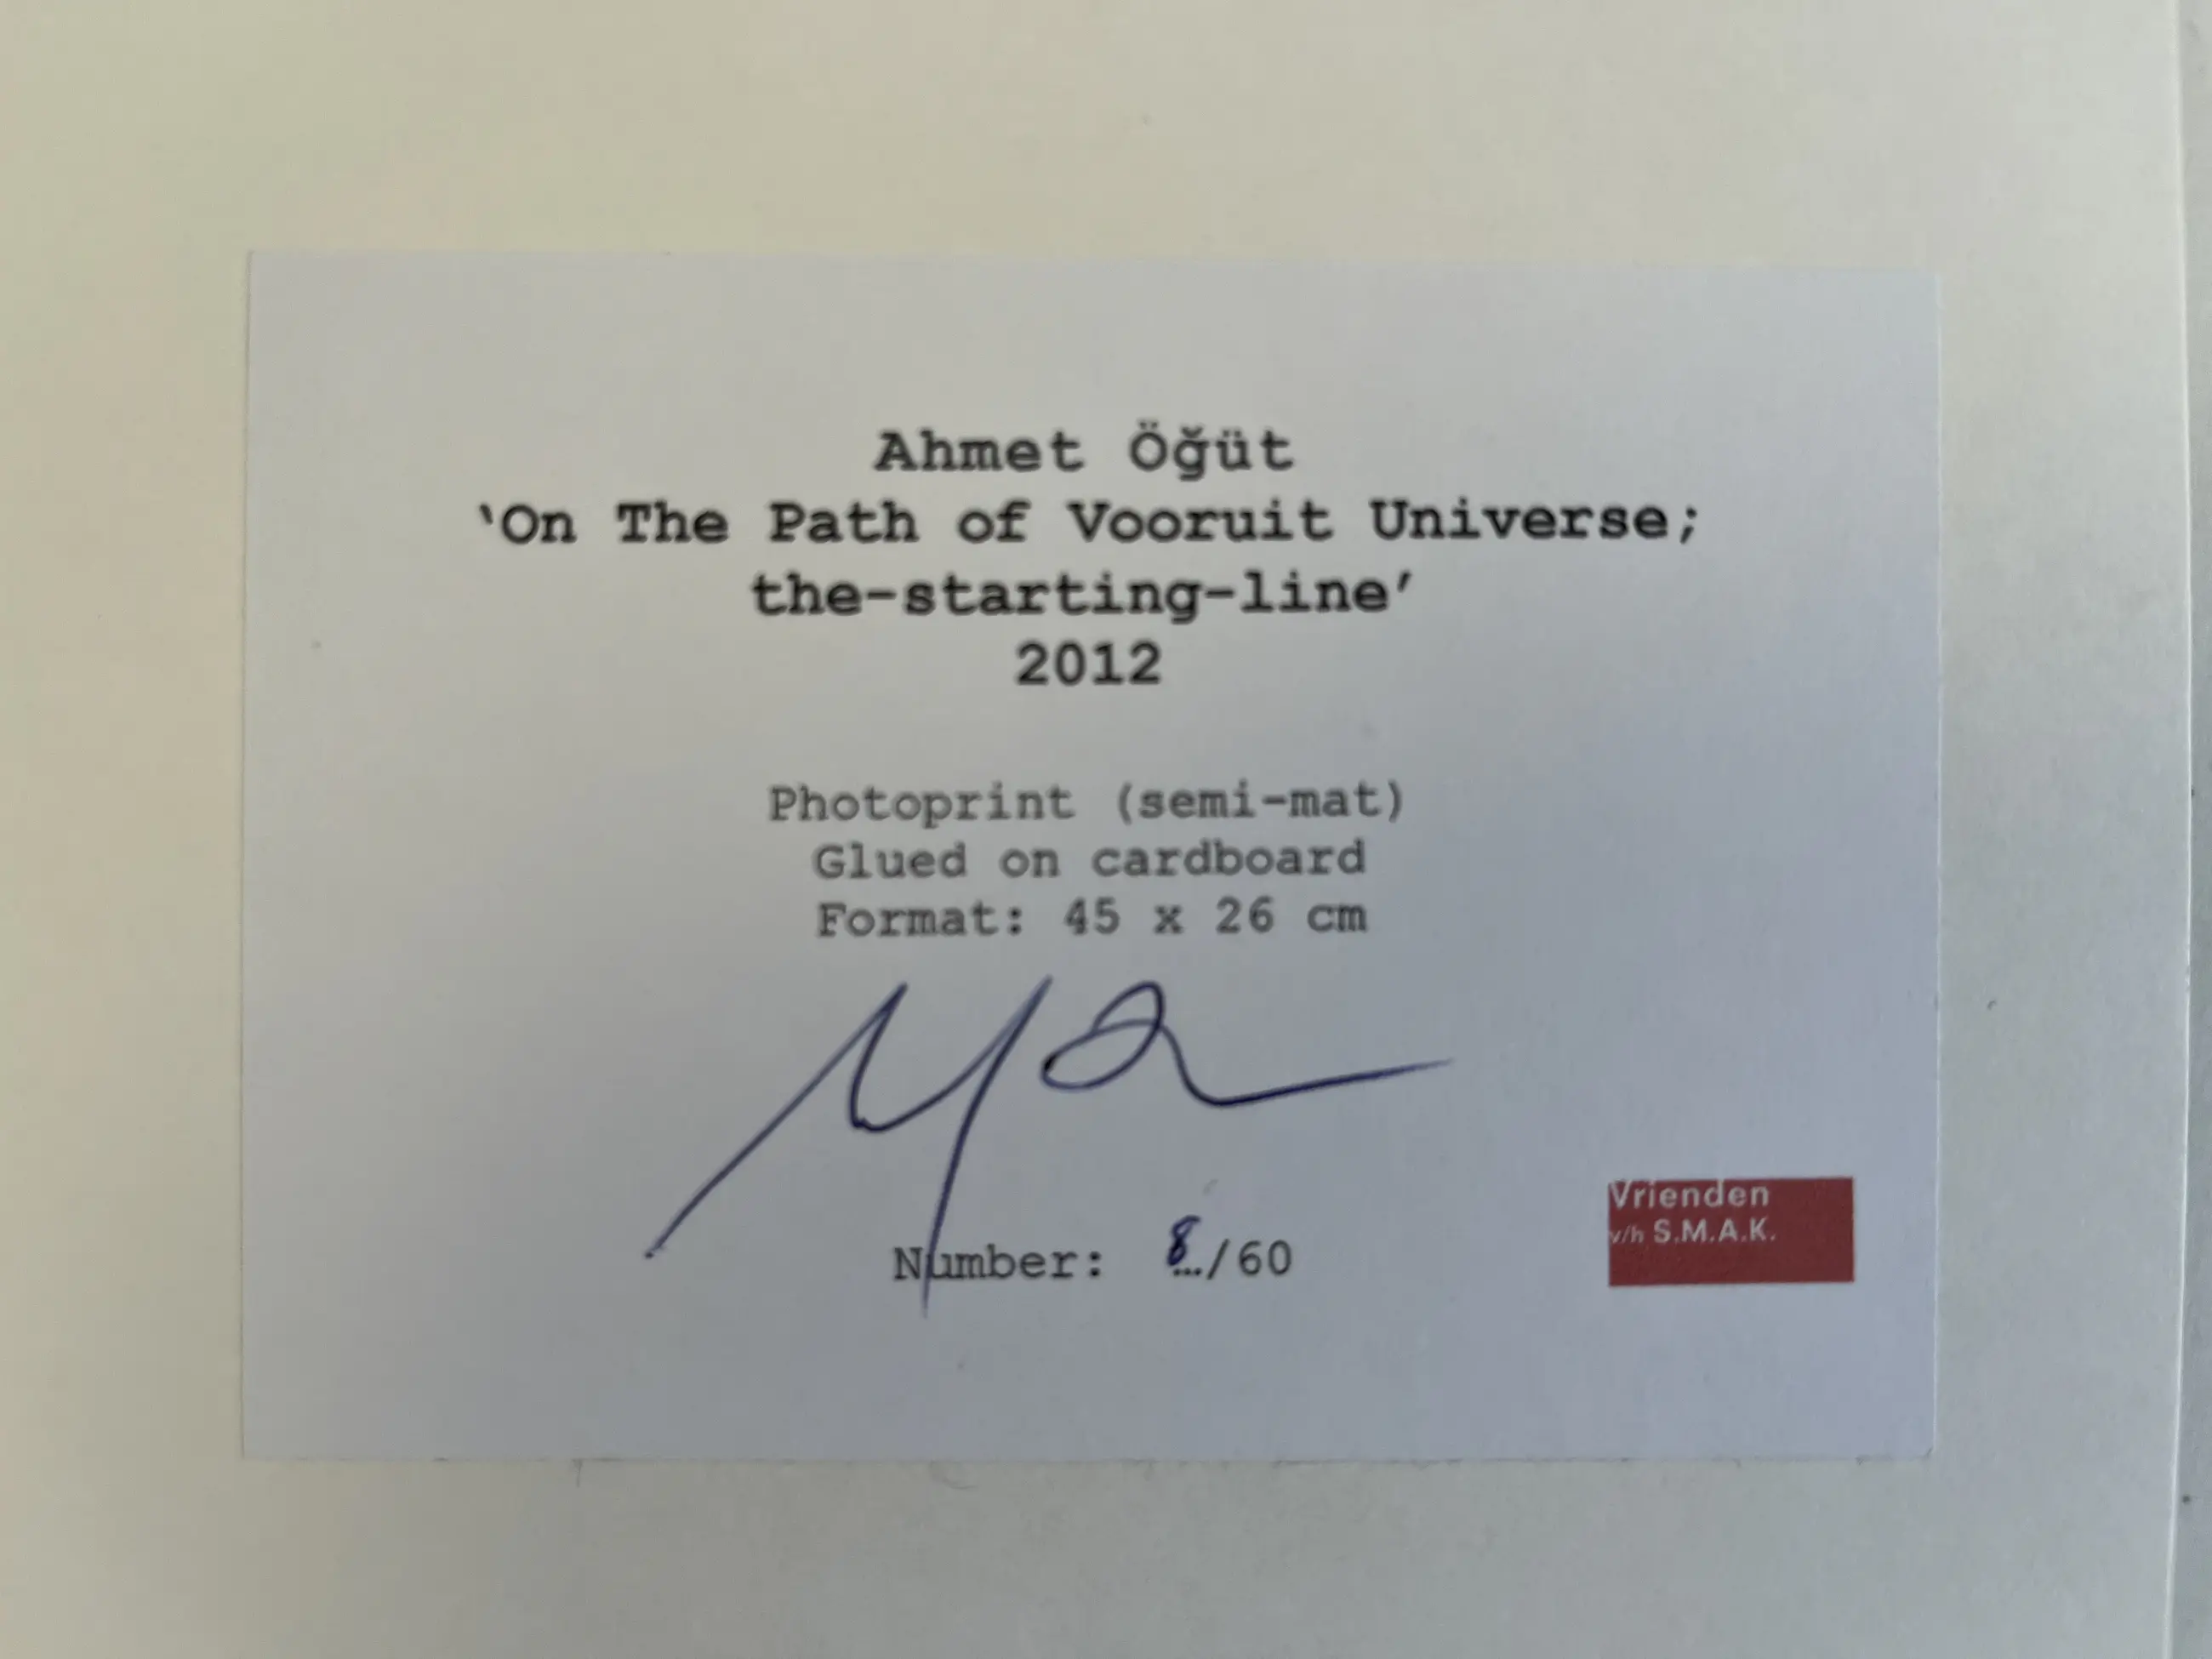 Ahmet Öğüt
‘On The Path of Vooruit Universe;
the-starting-line’
2012
Photoprint (semi-mat)
Glued on cardboard
Format: 45 x 26 cm
Number: 8…/60
Vrienden
v/h S.M.A.K.